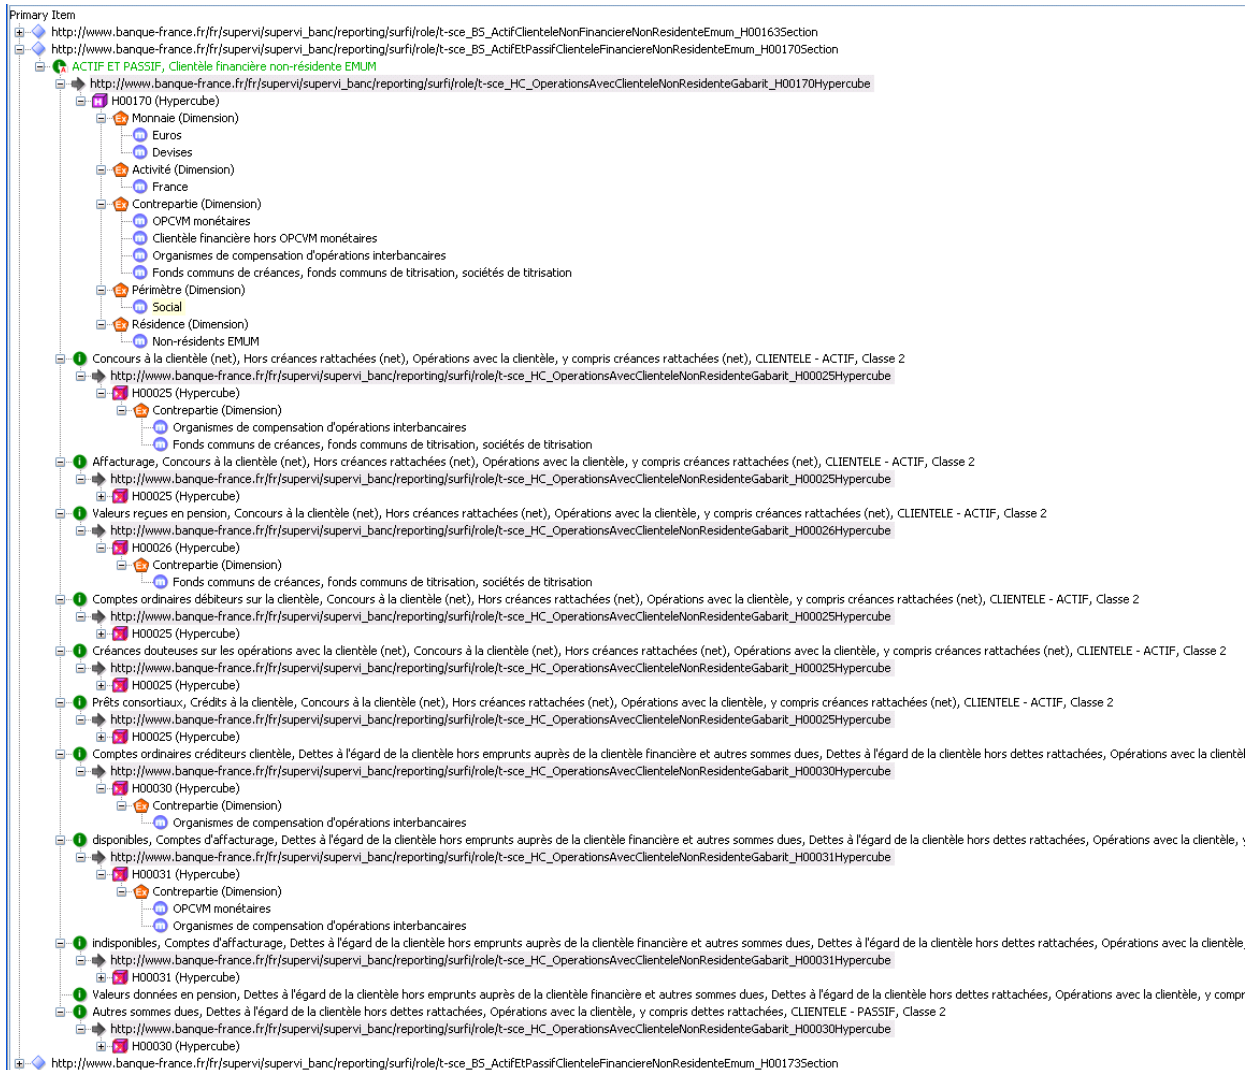 Primary Item
http://www.banque-france.fr/fr/supervi/supervi_banc/reporting/surfi/role/t-sce_BS_ActifClienteleNonFinanciereNonResidenteEmum_H00163Section
http://www.banque-france.fr/fr/supervi/supervi_banc/reporting/surfi/role/t-sce_BS_ActifEtPassifClienteleFinanciereNonResidenteEmum_H00170Section
ACTIF ET PASSIF, Clientèle financière non-résidente EMUM
http://www.banque-france.fr/fr/supervi/supervi_banc/reporting/surfi/role/t-sce_HC_OperationsAvecClienteleNonResidenteGabarit_H00170Hypercube
H00170 (Hypercube)
Monnaie (Dimension)
Euros
Devises
Activité (Dimension)
France
Contrepartie (Dimension)
OPCVM monétaires
Clientèle financière hors OPCVM monétaires
Organismes de compensation d'opérations interbancaires
Fonds communs de créances, fonds communs de titrisation, sociétés de titrisation
Périmètre (Dimension)
Social
Résidence (Dimension)
Non-résidents EMUM
Concours à la clientèle (net), Hors créances rattachées (net), Opérations avec la clientèle, y compris créances rattachées (net), CLIENTELE - ACTIF, Classe 2
http://www.banque-france.fr/fr/supervi/supervi_banc/reporting/surfi/role/t-sce_HC_OperationsAvecClienteleNonResidenteGabarit_H00025Hypercube
H00025 (Hypercube)
Contrepartie (Dimension)
Organismes de compensation d'opérations interbancaires
Fonds communs de créances, fonds communs de titrisation, sociétés de titrisation
Affacturage, Concours à la clientèle (net), Hors créances rattachées (net), Opérations avec la clientèle, y compris créances rattachées (net), CLIENTELE - ACTIF, Classe 2
http://www.banque-france.fr/fr/supervi/supervi_banc/reporting/surfi/role/t-sce_HC_OperationsAvecClienteleNonResidenteGabarit_H00025Hypercube
H00025 (Hypercube)
Valeurs reçues en pension, Concours à la clientèle (net), Hors créances rattachées (net), Opérations avec la clientèle, y compris créances rattachées (net), CLIENTELE - ACTIF, Classe 2
http://www.banque-france.fr/fr/supervi/supervi_banc/reporting/surfi/role/t-sce_HC_OperationsAvecClienteleNonResidenteGabarit_H00026Hypercube
H00026 (Hypercube)
Contrepartie (Dimension)
Fonds communs de créances, fonds communs de titrisation, sociétés de titrisation
Comptes ordinaires débiteurs sur la clientèle, Concours à la clientèle (net), Hors créances rattachées (net), Opérations avec la clientèle, y compris créances rattachées (net), CLIENTELE - ACTIF, Classe 2
http://www.banque-france.fr/fr/supervi/supervi_banc/reporting/surfi/role/t-sce_HC_OperationsAvecClienteleNonResidenteGabarit_H00025Hypercube
H00025 (Hypercube)
Créances douteuses sur les opérations avec la clientèle (net), Concours à la clientèle (net), Hors créances rattachées (net), Opérations avec la clientèle, y compris créances rattachées (net), CLIENTELE - ACTIF, Classe 2
http://www.banque-france.fr/fr/supervi/supervi_banc/reporting/surfi/role/t-sce_HC_OperationsAvecClienteleNonResidenteGabarit_H00025Hypercube
H00025 (Hypercube)
Prêts consortiaux, Crédits à la clientèle, Concours à la clientèle (net), Hors créances rattachées (net), Opérations avec la clientèle, y compris créances rattachées (net), CLIENTELE - ACTIF, Classe 2
http://www.banque-france.fr/fr/supervi/supervi_banc/reporting/surfi/role/t-sce_HC_OperationsAvecClienteleNonResidenteGabarit_H00025Hypercube
H00025 (Hypercube)
Comptes ordinaires créditeurs clientèle, Dettes à l'égard de la clientèle hors emprunts auprès de la clientèle financière et autres sommes dues, Dettes à l'égard de la clientèle hors dettes rattachées, Opérations avec la clientèl
http://www.banque-france.fr/fr/supervi/supervi_banc/reporting/surfi/role/t-sce_HC_OperationsAvecClienteleNonResidenteGabarit_H00030Hypercube
H00030 (Hypercube)
Contrepartie (Dimension)
Organismes de compensation d'opérations interbancaires
disponibles, Comptes d'affacturage, Dettes à l'égard de la clientèle hors emprunts auprès de la clientèle financière et autres sommes dues, Dettes à l'égard de la clientèle hors dettes rattachées, Opérations avec la clientèle, y
http://www.banque-france.fr/fr/supervi/supervi_banc/reporting/surfi/role/t-sce_HC_OperationsAvecClienteleNonResidenteGabarit_H00031Hypercube
H00031 (Hypercube)
Contrepartie (Dimension)
OPCVM monétaires
Organismes de compensation d'opérations interbancaires
indisponibles, Comptes d'affacturage, Dettes à l'égard de la clientèle hors emprunts auprès de la clientèle financière et autres sommes dues, Dettes à l'égard de la clientèle hors dettes rattachées, Opérations avec la clientèle,
http://www.banque-france.fr/fr/supervi/supervi_banc/reporting/surfi/role/t-sce_HC_OperationsAvecClienteleNonResidenteGabarit_H00031Hypercube
H00031 (Hypercube)
Valeurs données en pension, Dettes à l'égard de la clientèle hors emprunts auprès de la clientèle financière et autres sommes dues, Dettes à l'égard de la clientèle hors dettes rattachées, Opérations avec la clientèle, y compr
Autres sommes dues, Dettes à l'égard de la clientèle hors dettes rattachées, Opérations avec la clientèle, y compris dettes rattachées, CLIENTELE - PASSIF, Classe 2
http://www.banque-france.fr/fr/supervi/supervi_banc/reporting/surfi/role/t-sce_HC_OperationsAvecClienteleNonResidenteGabarit_H00030Hypercube
H00030 (Hypercube)
http://www.banque-france.fr/fr/supervi/supervi_banc/reporting/surfi/role/t-sce_BS_ActifEtPassifClienteleFinanciereNonResidenteEmum_H00173Section